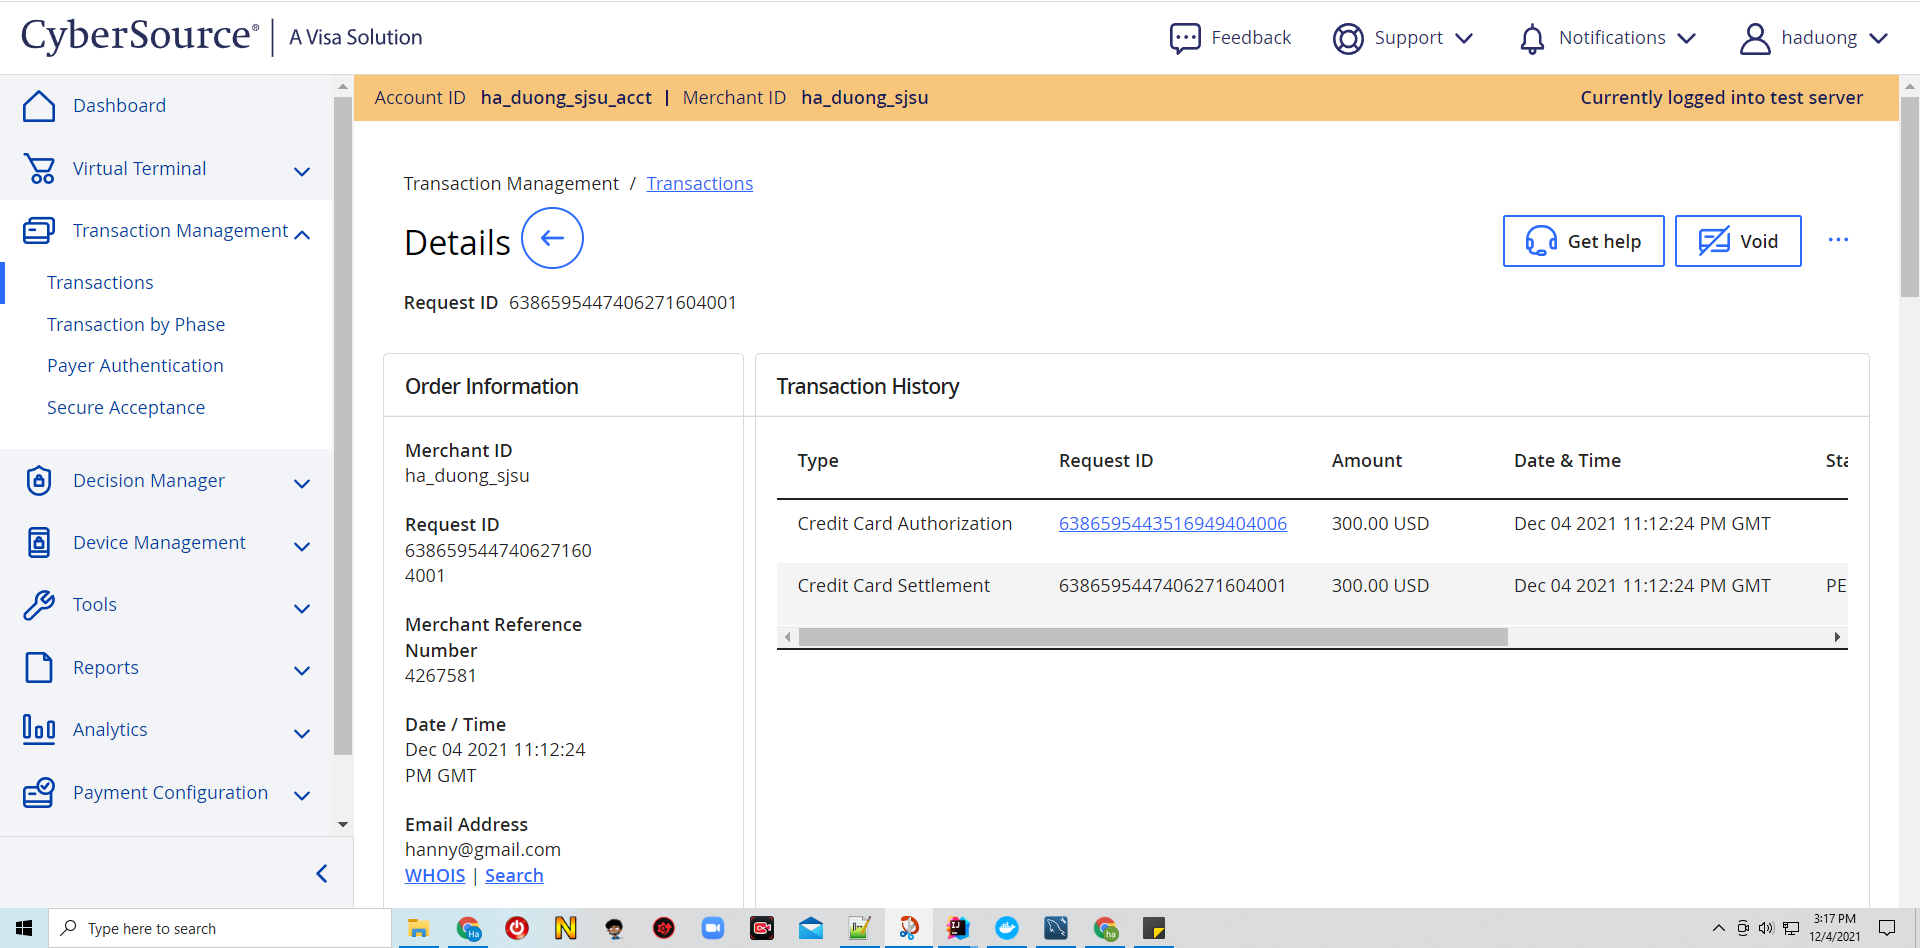 CyberSource® | A Visa Solution
Feedback
Support
Notifications
haduong
Dashboard
Virtual Terminal
Transaction Management
Transactions
Transaction by Phase
Payer Authentication
Secure Acceptance
Decision Manager
Device Management
Tools
Reports
Analytics
Payment Configuration
Account ID ha_duong_sjsu_acct | Merchant ID ha_duong_sjsu
Currently logged into test server
Transaction Management / Transactions
Details
Get help
Void
Request ID 6386595447406271604001
Order Information
Merchant ID
ha_duong_sjsu
Request ID
638659544740627160
4001
Merchant Reference
Number
4267581
Date / Time
Dec 04 2021 11:12:24
PM GMT
Email Address
hanny@gmail.com
WHOIS | Search
Transaction History
Type Request ID Amount Date & Time Sta
Credit Card Authorization 6386595443516949404006 300.00 USD Dec 04 2021 11:12:24 PM GMT
Credit Card Settlement 6386595447406271604001 300.00 USD Dec 04 2021 11:12:24 PM GMT PE
Type here to search
3:17 PM
12/4/2021